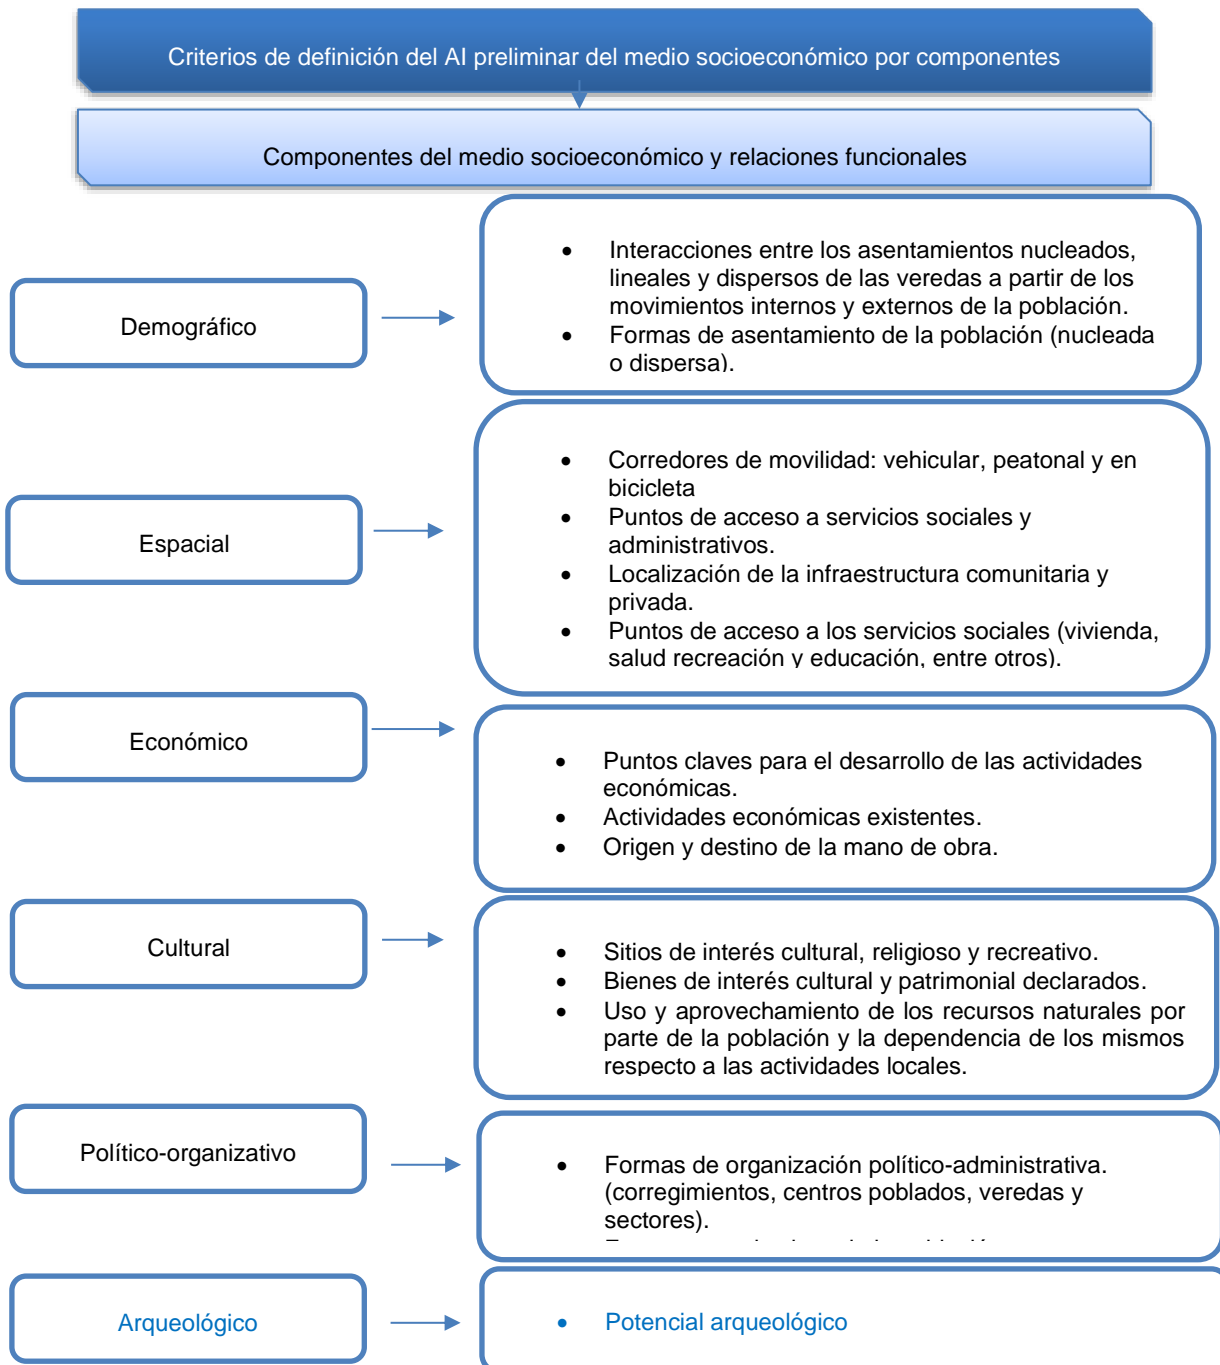 Criterios de definición del AI preliminar del medio socioeconómico por componentes
Componentes del medio socioeconómico y relaciones funcionales
Demográfico
• Interacciones entre los asentamientos nucleados,
lineales y dispersos de las veredas a partir de los
movimientos internos y externos de la población.
• Formas de asentamiento de la población (nucleada
o dispersa).
Espacial
• Corredores de movilidad: vehicular, peatonal y en
bicicleta
• Puntos de acceso a servicios sociales y
administrativos.
• Localización de la infraestructura comunitaria y
privada.
• Puntos de acceso a los servicios sociales (vivienda,
salud recreación y educación, entre otros).
Económico
• Puntos claves para el desarrollo de las actividades
económicas.
• Actividades económicas existentes.
• Origen y destino de la mano de obra.
Cultural
• Sitios de interés cultural, religioso y recreativo.
• Bienes de interés cultural y patrimonial declarados.
• Uso y aprovechamiento de los recursos naturales por
parte de la población y la dependencia de los mismos
respecto a las actividades locales.
Político-organizativo
• Formas de organización político-administrativa.
(corregimientos, centros poblados, veredas y
sectores).
Arqueológico
• Potencial arqueológico